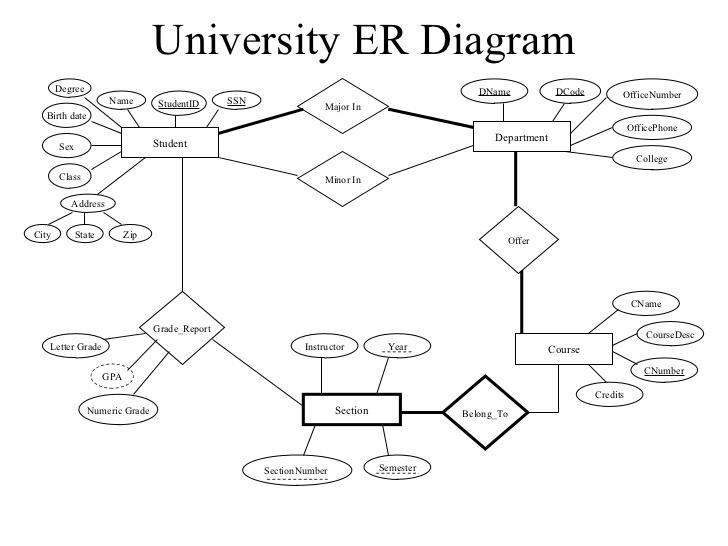 University ER Diagram
Degree
Name
StudentID
SSN
Major In
DName
DCode
OfficeNumber
Birth date
Student
Department
OfficePhone
Sex
College
Class
Minor In
Address
City
State
Zip
Offer
CName
Grade_Report
CourseDesc
Letter Grade
Instructor
Year
Course
CNumber
GPA
Credits
Numeric Grade
Section
Belong_To
SectionNumber
Semester